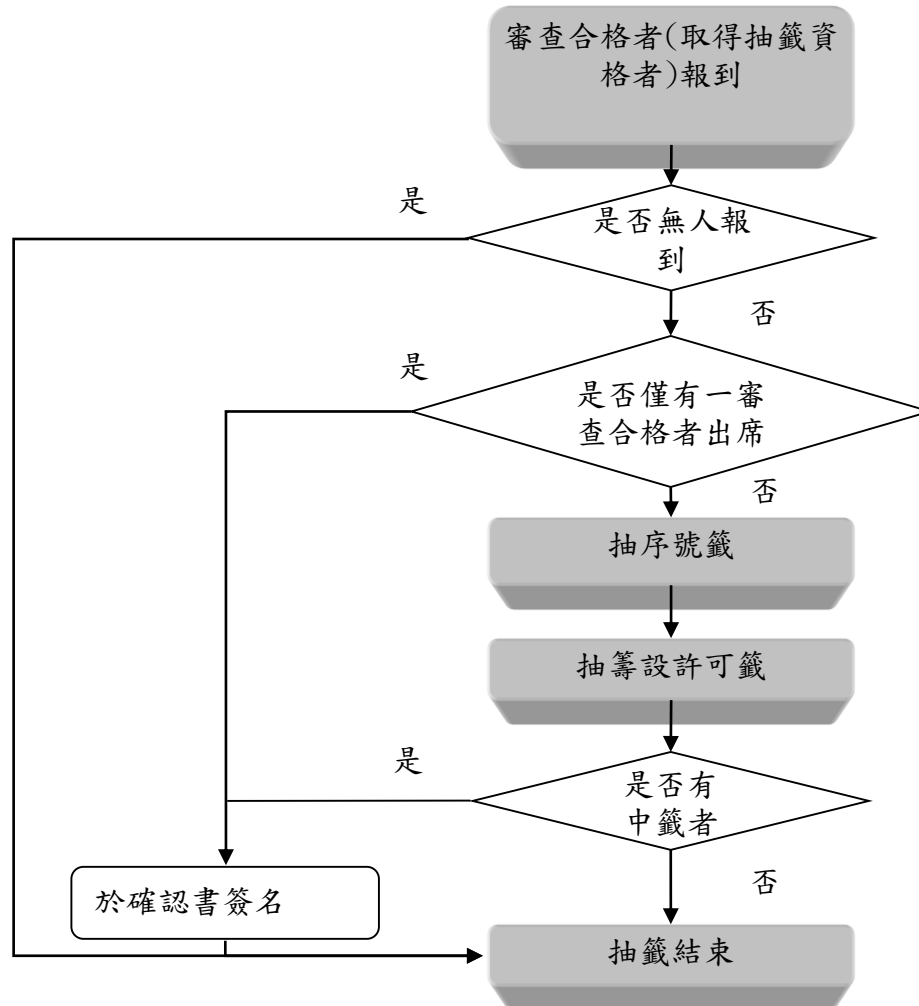 審查合格者(取得抽籤資
格者)報到
是
是否無人報
到
否
是
是否僅有一審
查合格者出席
否
抽序號籤
抽籌設許可籤
是
是否有
中籤者
否
於確認書簽名
抽籤結束